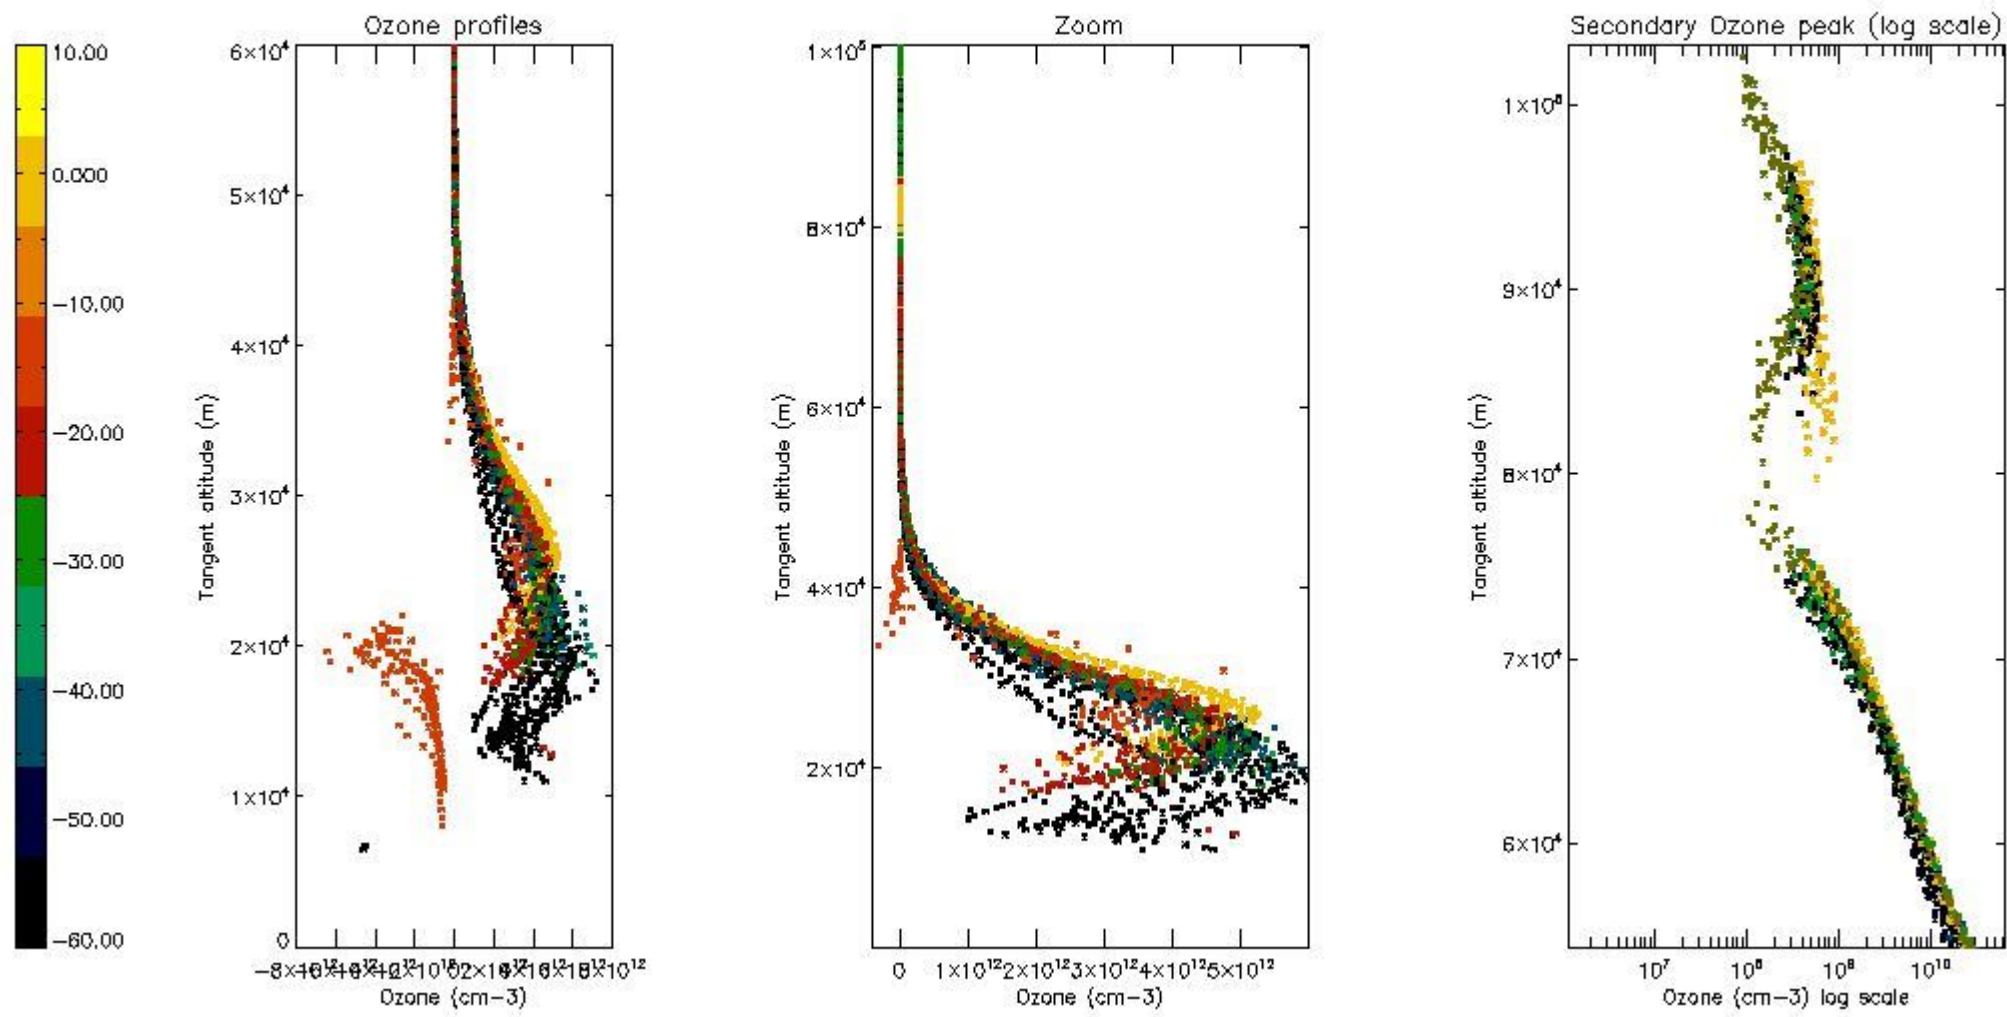 Ozone profiles
Zoom
Secondary Ozone peak (log scale)
10.00
0.000
−10.00
−20.00
−30.00
−40.00
−50.00
−60.00
Tangent altitude (m)
6×10⁴
5×10⁴
4×10⁴
3×10⁴
2×10⁴
1×10⁴
0
Ozone (cm−3)
Tangent altitude (m)
1×10⁵
8×10⁴
6×10⁴
4×10⁴
2×10⁴
0 1×10¹² 2×10¹² 3×10¹² 4×10¹² 5×10¹²
Ozone (cm−3)
Tangent altitude (m)
9×10⁴
8×10⁴
7×10⁴
6×10⁴
10⁷ 10⁸ 10⁹ 10¹⁰
Ozone (cm−3) log scale